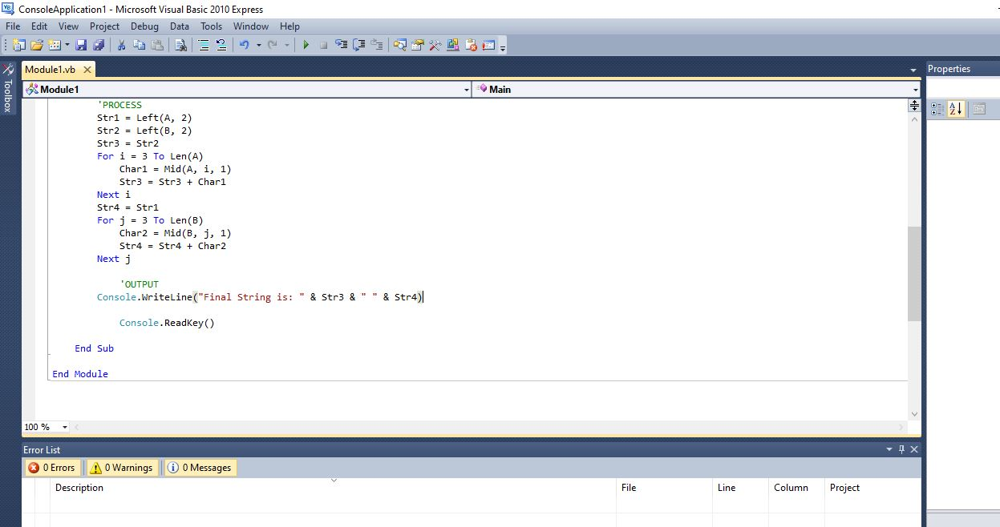 ConsoleApplication1 - Microsoft Visual Basic 2010 Express
File Edit View Project Debug Data Tools Window Help
Module1.vb
Properties
Toolbox
Module1 Main
'PROCESS
Str1 = Left(A, 2)
Str2 = Left(B, 2)
Str3 = Str2
For i = 3 To Len(A)
Char1 = Mid(A, i, 1)
Str3 = Str3 + Char1
Next i
Str4 = Str1
For j = 3 To Len(B)
Char2 = Mid(B, j, 1)
Str4 = Str4 + Char2
Next j
'OUTPUT
Console.WriteLine("Final String is: " & Str3 & " " & Str4)
Console.ReadKey()
End Sub
End Module
100 %
Error List
0 Errors 0 Warnings 0 Messages
Description File Line Column Project